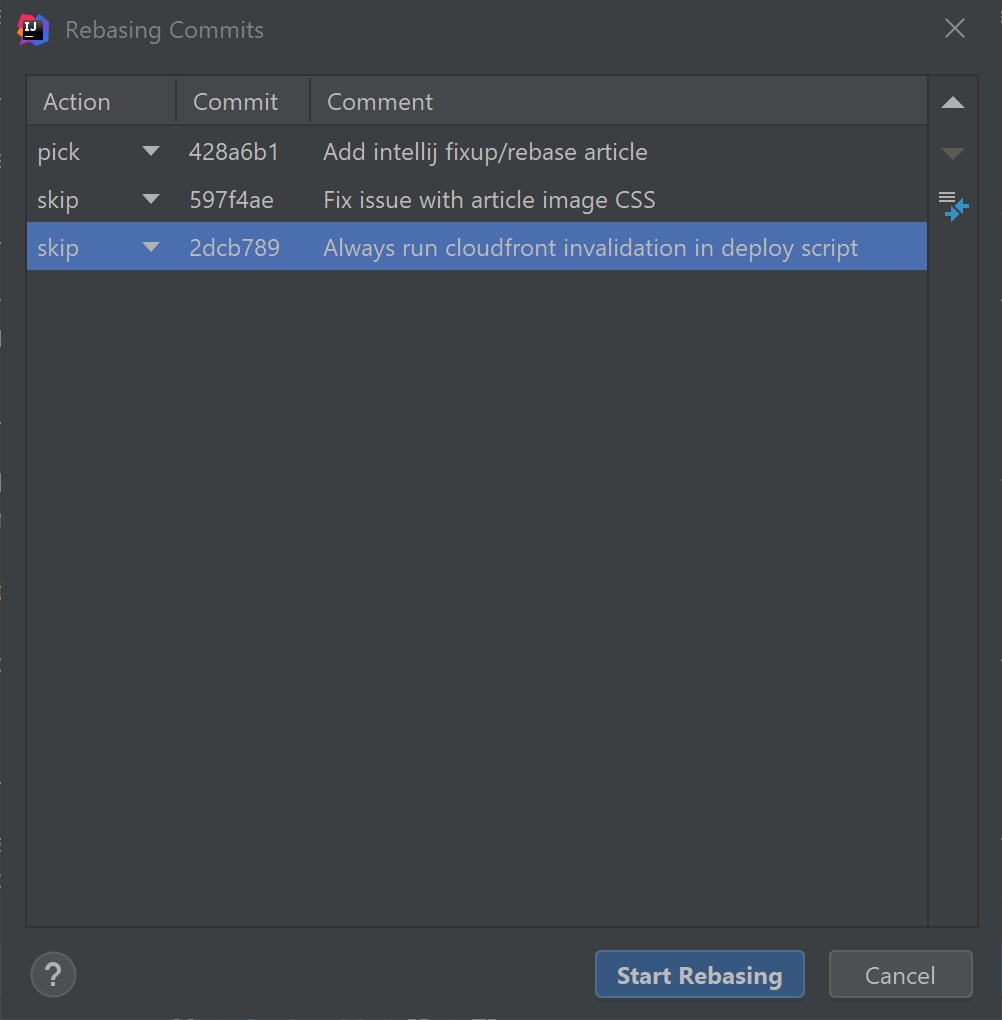 IJ
Rebasing Commits
Action Commit Comment
pick 428a6b1 Add intellij fixup/rebase article
skip 597f4ae Fix issue with article image CSS
skip 2dcb789 Always run cloudfront invalidation in deploy script
? Start Rebasing Cancel